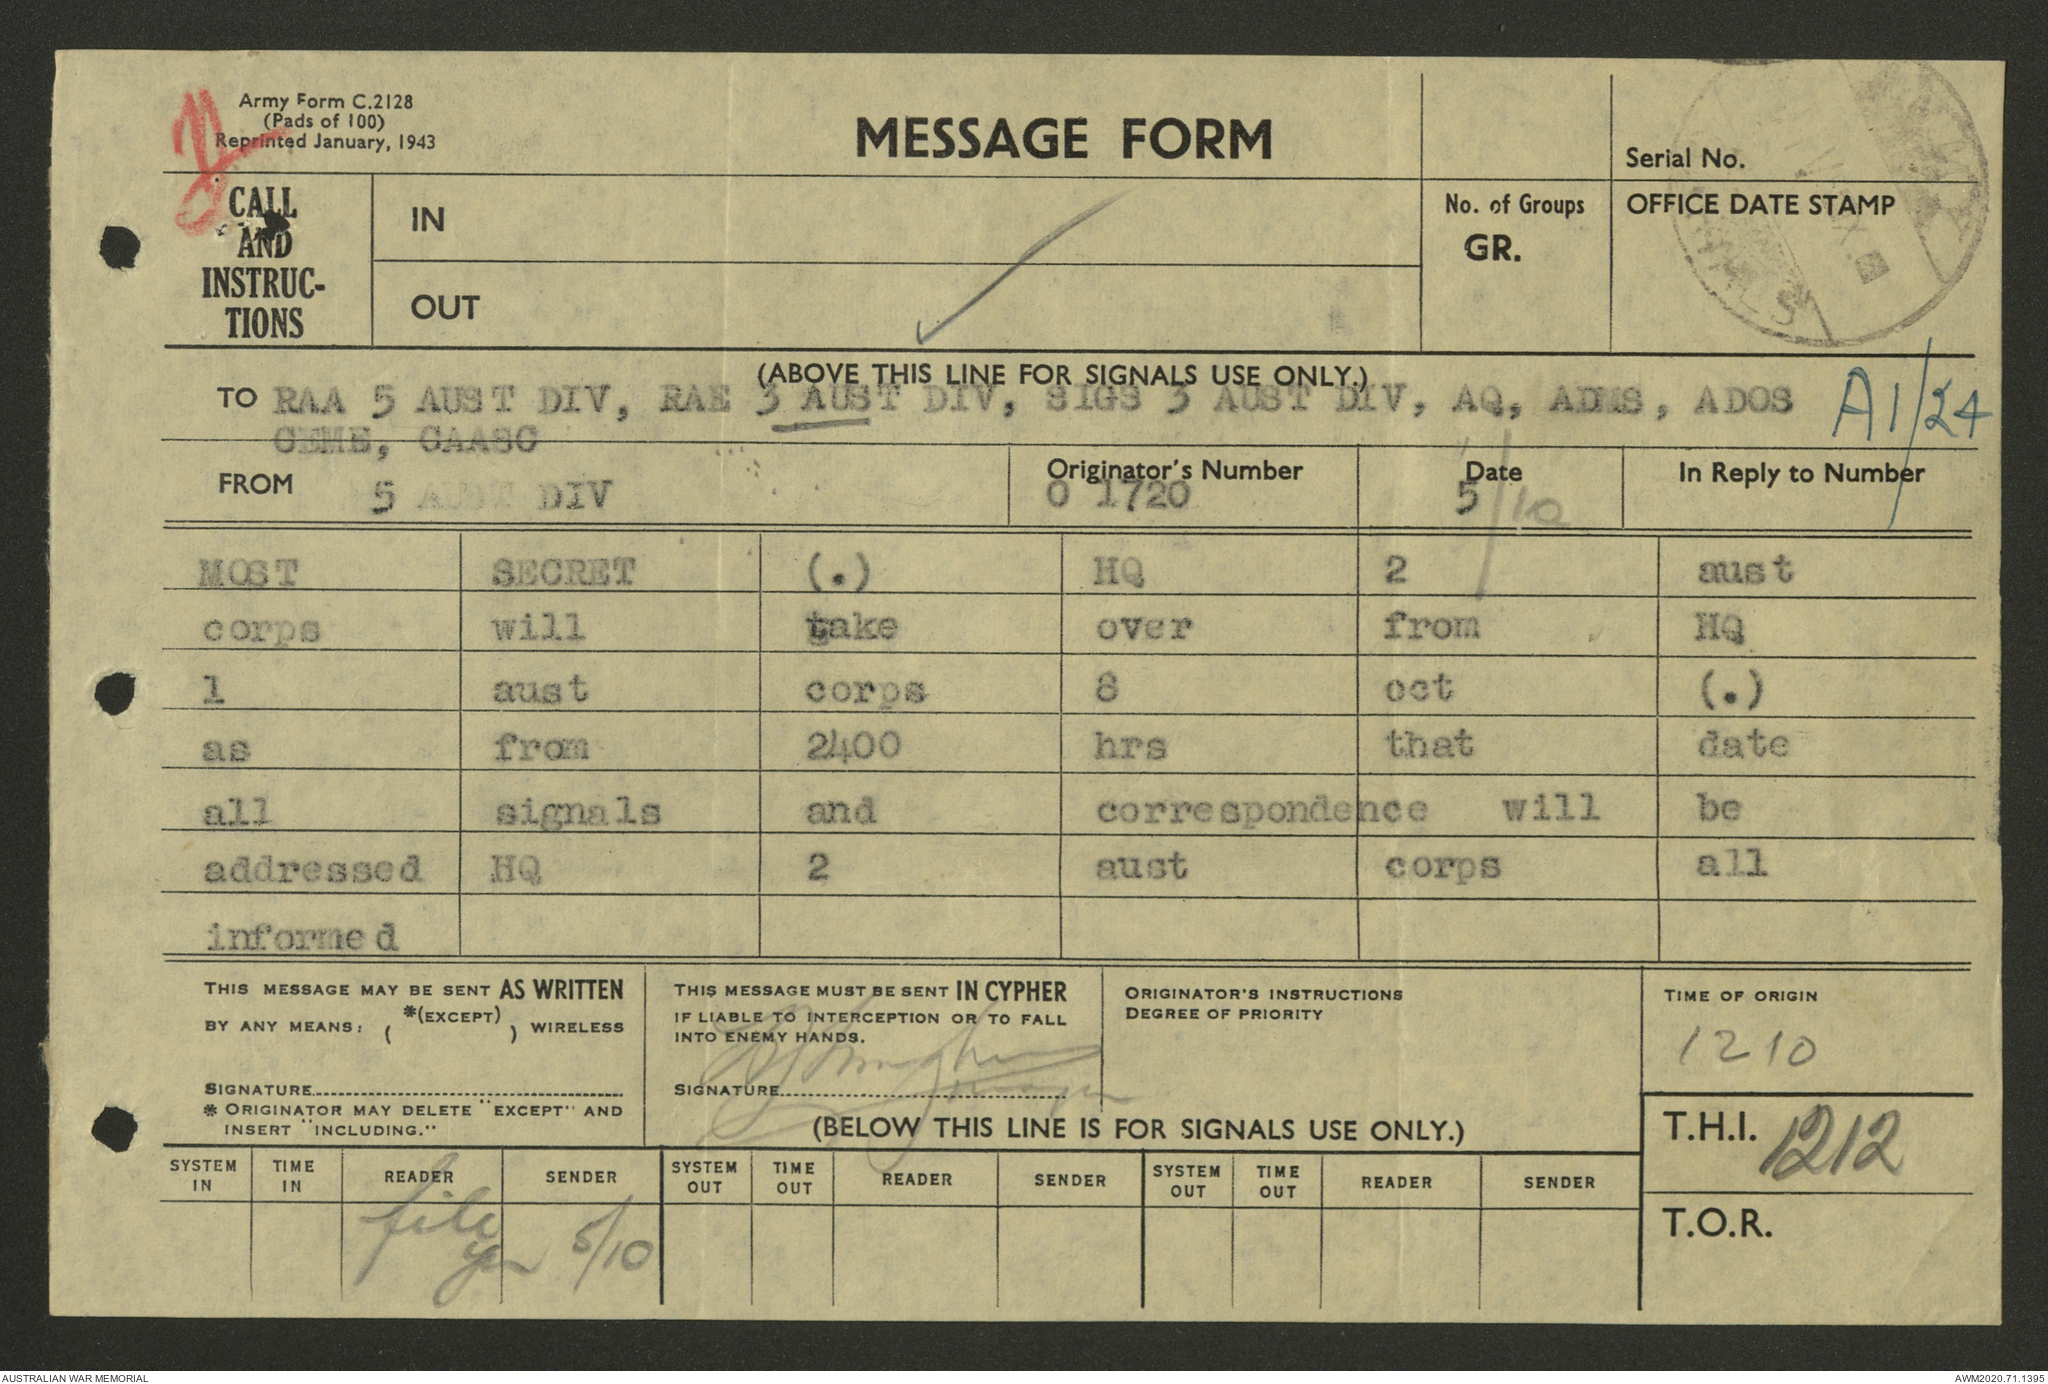 Army Form C.2128
(Pads of 100)
Reprinted January, 1943
MESSAGE FORM
Serial No.
CALL
AND
INSTRUC-
TIONS
IN
OUT
No. of Groups
GR.
OFFICE DATE STAMP
(ABOVE THIS LINE FOR SIGNALS USE ONLY.)
TO RAA 5 AUST DIV, RAE 3 AUST DIV, SIGS 3 AUST DIV, AQ, ADMS, ADOS A1/24
CEME, CAASC
FROM 5 AUST DIV
Originator's Number O 1720
Date 5/10
In Reply to Number
MOST SECRET (.) HQ 2 aust
corps will take over from HQ
1 aust corps 8 oct (.)
as from 2400 hrs that date
all signals and correspondence will be
addressed HQ 2 aust corps all
informed
THIS MESSAGE MAY BE SENT AS WRITTEN
BY ANY MEANS: ( *(EXCEPT) ) WIRELESS
SIGNATURE
* ORIGINATOR MAY DELETE "EXCEPT" AND
INSERT "INCLUDING."
THIS MESSAGE MUST BE SENT IN CYPHER
IF LIABLE TO INTERCEPTION OR TO FALL
INTO ENEMY HANDS.
SIGNATURE
ORIGINATOR'S INSTRUCTIONS
DEGREE OF PRIORITY
TIME OF ORIGIN
1210
(BELOW THIS LINE IS FOR SIGNALS USE ONLY.)
T.H.I. 1212
T.O.R.
SYSTEM IN TIME IN READER SENDER SYSTEM OUT TIME OUT READER SENDER SYSTEM OUT TIME OUT READER SENDER
file
5/10
AUSTRALIAN WAR MEMORIAL
AWM2020.71.1395